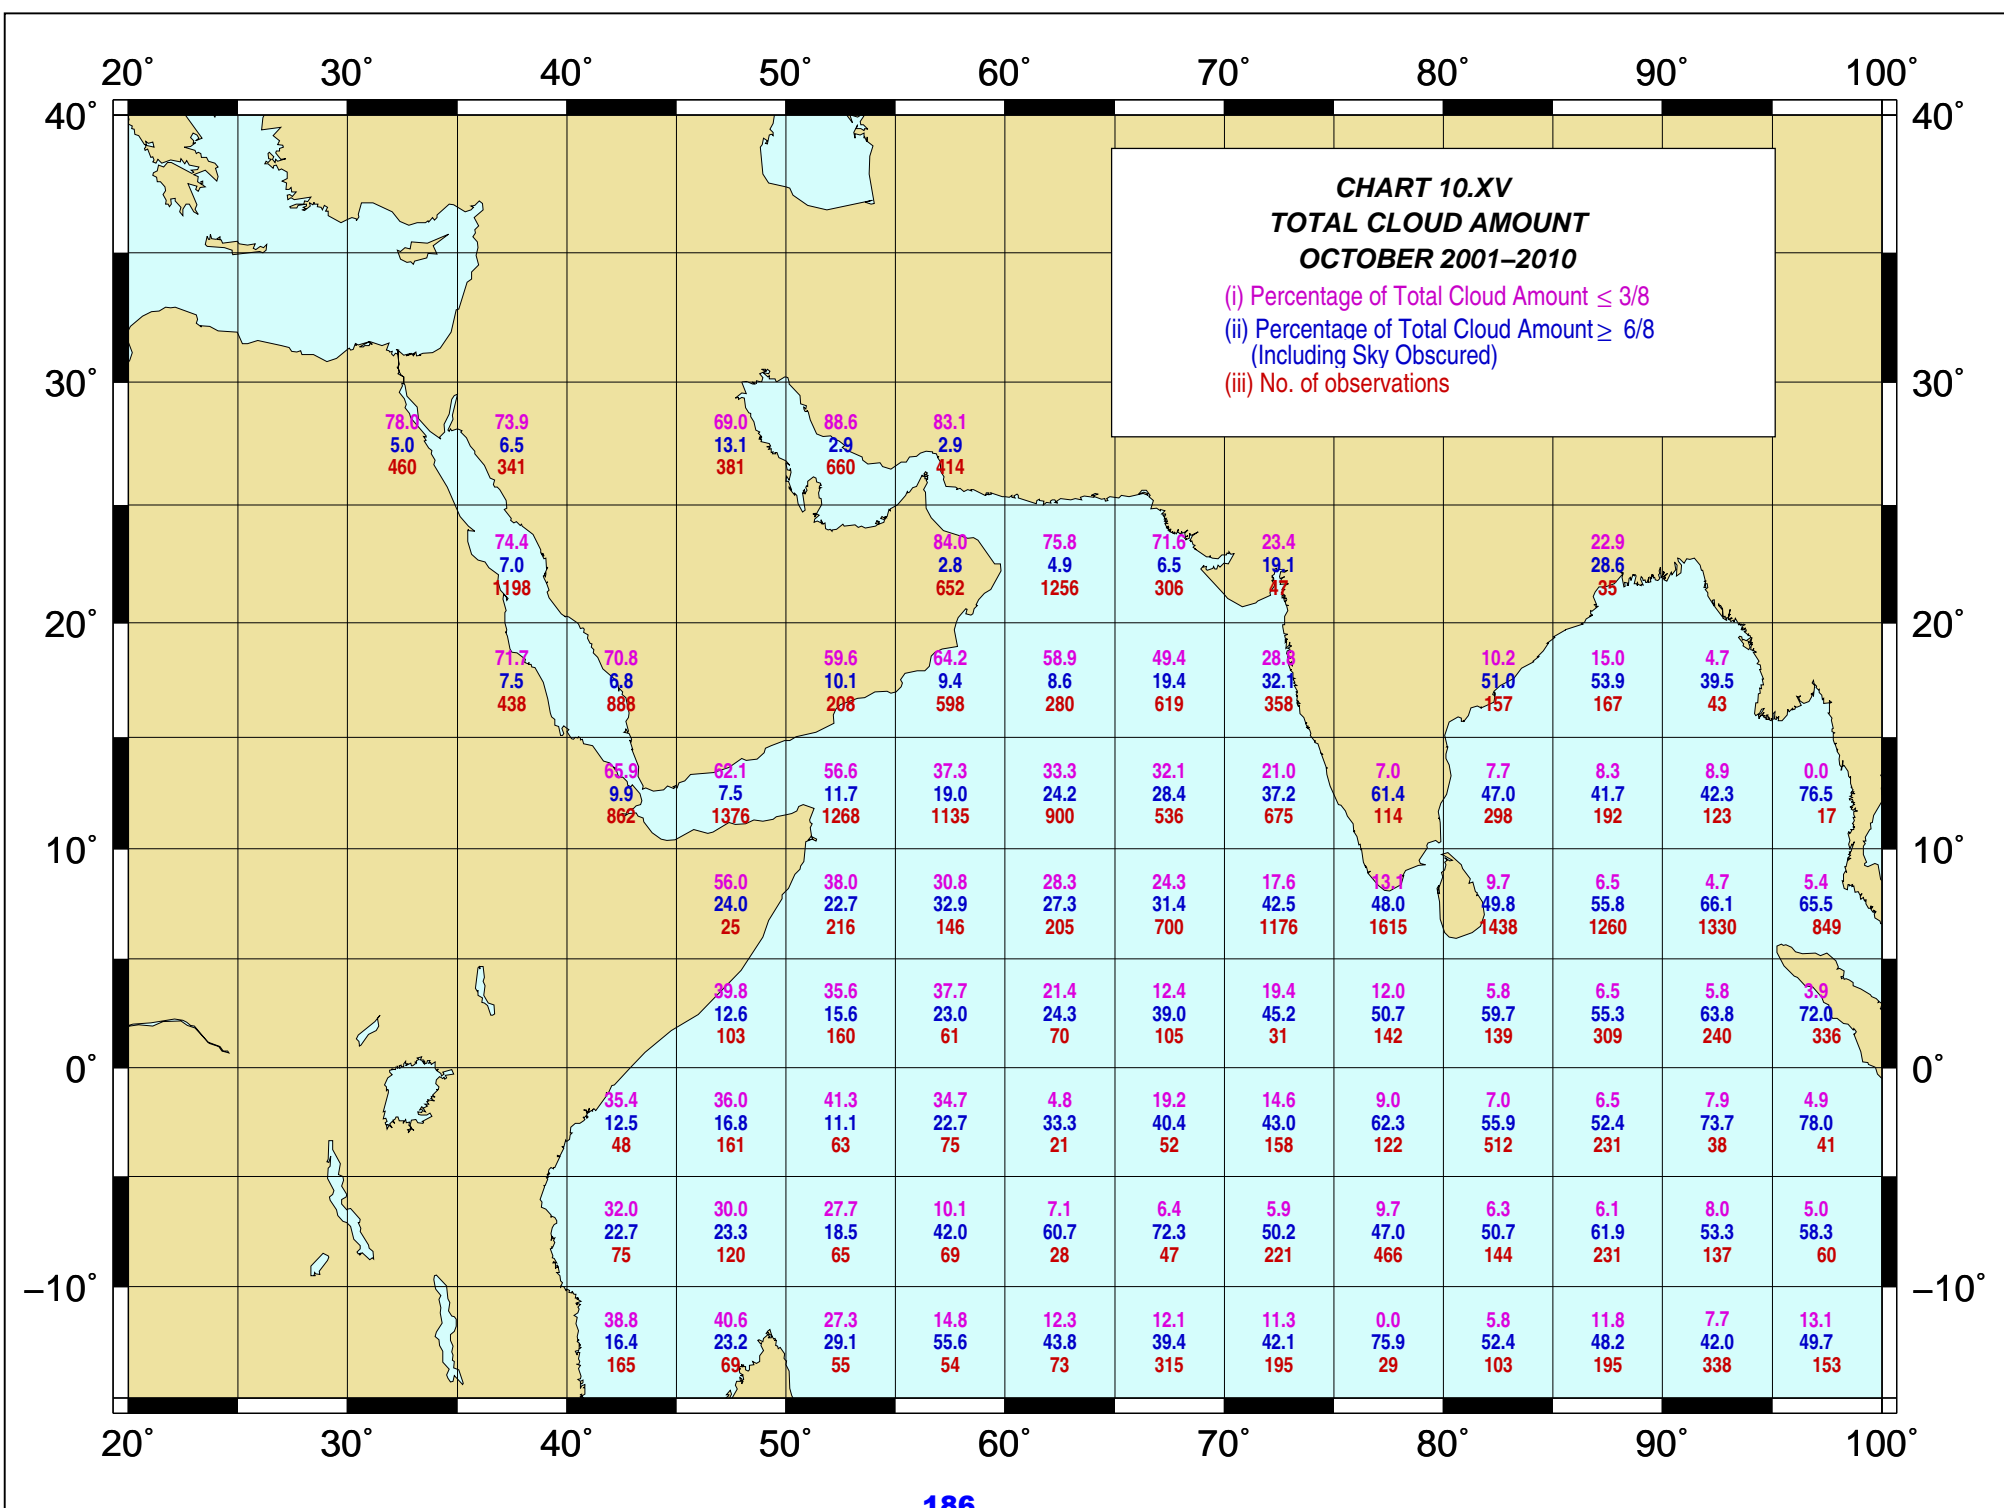 20° 30° 40° 50° 60° 70° 80° 90° 100°
40° 40°
CHART 10.XV
TOTAL CLOUD AMOUNT
OCTOBER 2001–2010
(i) Percentage of Total Cloud Amount ≤ 3/8
(ii) Percentage of Total Cloud Amount ≥ 6/8
(Including Sky Obscured)
(iii) No. of observations
30° 30°
78.0 73.9 69.0 88.6 83.1
5.0 6.5 13.1 2.9 2.9
460 341 381 660 414
74.4 84.0 75.8 71.6 23.4 22.9
7.0 2.8 4.9 6.5 19.1 28.6
1198 652 1256 306 47 35
20° 20°
71.7 70.8 59.6 64.2 58.9 49.4 28.8 10.2 15.0 4.7
7.5 6.8 10.1 9.4 8.6 19.4 32.1 51.0 53.9 39.5
438 888 208 598 280 619 358 157 167 43
65.9 62.1 56.6 37.3 33.3 32.1 21.0 7.0 7.7 8.3 8.9 0.0
9.9 7.5 11.7 19.0 24.2 28.4 37.2 61.4 47.0 41.7 42.3 76.5
862 1376 1268 1135 900 536 675 114 298 192 123 17
10° 10°
56.0 38.0 30.8 28.3 24.3 17.6 13.1 9.7 6.5 4.7 5.4
24.0 22.7 32.9 27.3 31.4 42.5 48.0 49.8 55.8 66.1 65.5
25 216 146 205 700 1176 1615 1438 1260 1330 849
39.8 35.6 37.7 21.4 12.4 19.4 12.0 5.8 6.5 5.8 3.9
12.6 15.6 23.0 24.3 39.0 45.2 50.7 59.7 55.3 63.8 72.0
103 160 61 70 105 31 142 139 309 240 336
0° 0°
35.4 36.0 41.3 34.7 4.8 19.2 14.6 9.0 7.0 6.5 7.9 4.9
12.5 16.8 11.1 22.7 33.3 40.4 43.0 62.3 55.9 52.4 73.7 78.0
48 161 63 75 21 52 158 122 512 231 38 41
32.0 30.0 27.7 10.1 7.1 6.4 5.9 9.7 6.3 6.1 8.0 5.0
22.7 23.3 18.5 42.0 60.7 72.3 50.2 47.0 50.7 61.9 53.3 58.3
75 120 65 69 28 47 221 466 144 231 137 60
–10° –10°
38.8 40.6 27.3 14.8 12.3 12.1 11.3 0.0 5.8 11.8 7.7 13.1
16.4 23.2 29.1 55.6 43.8 39.4 42.1 75.9 52.4 48.2 42.0 49.7
165 69 55 54 73 315 195 29 103 195 338 153
20° 30° 40° 50° 60° 70° 80° 90° 100°
186